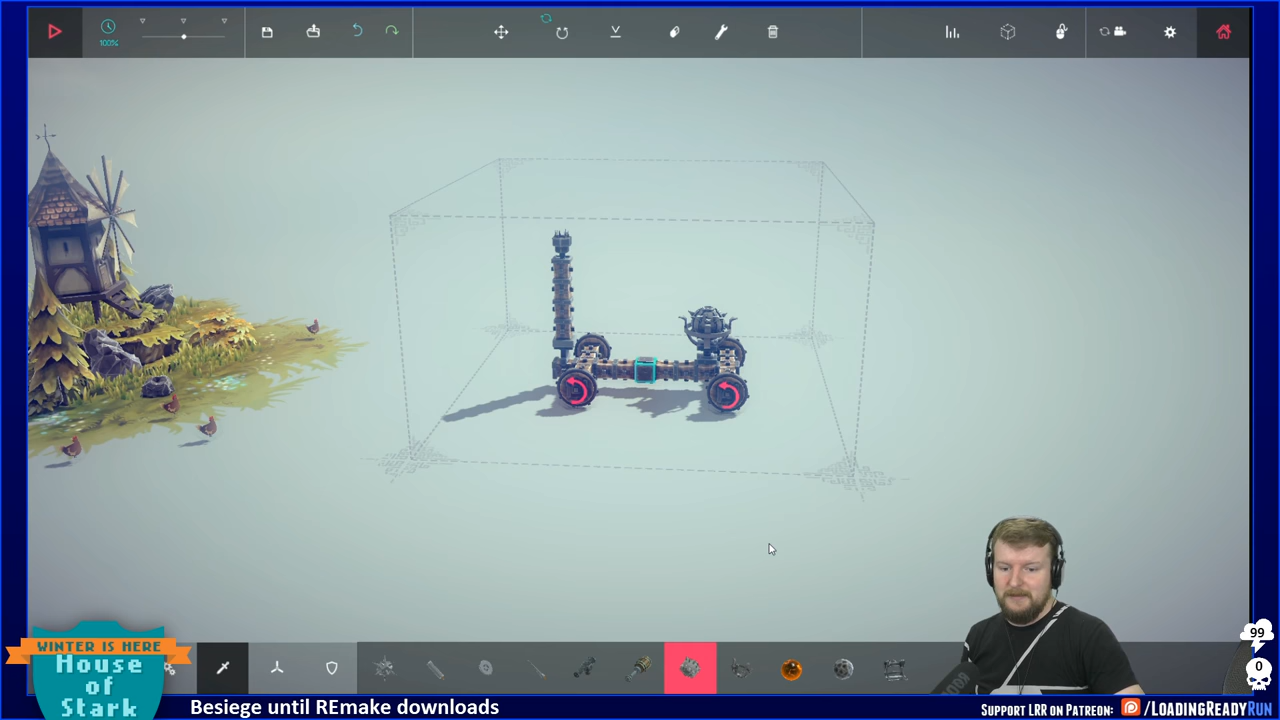 100%
WINTER IS HERE
House
of
Stark
Besiege until REmake downloads
99
0
SUPPORT LRR ON PATREON: /LOADINGREADYRUN